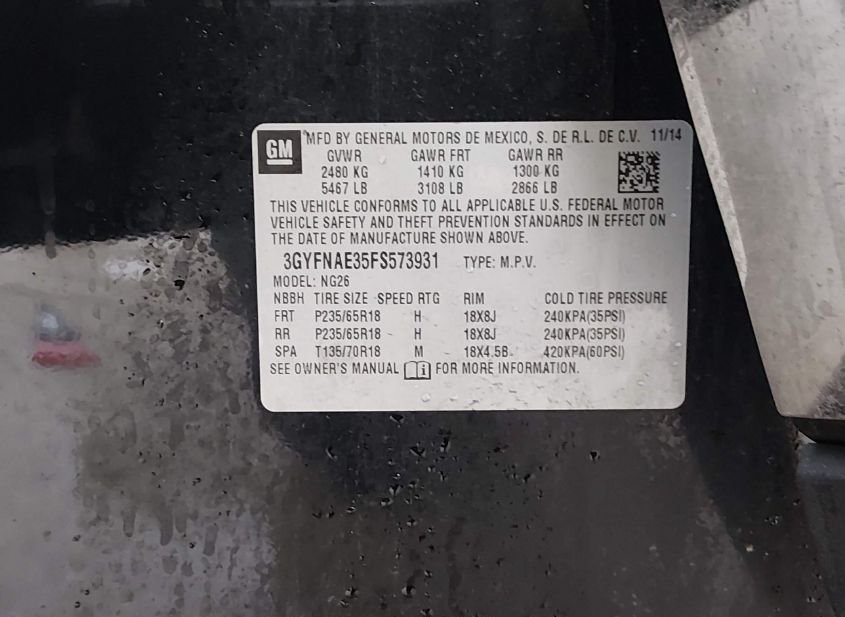 GM
MFD BY GENERAL MOTORS DE MEXICO, S. DE R.L. DE C.V. 11/14
GVWR GAWR FRT GAWR RR
2480 KG 1410 KG 1300 KG
5467 LB 3108 LB 2866 LB
THIS VEHICLE CONFORMS TO ALL APPLICABLE U.S. FEDERAL MOTOR
VEHICLE SAFETY AND THEFT PREVENTION STANDARDS IN EFFECT ON
THE DATE OF MANUFACTURE SHOWN ABOVE.
3GYFNAE35FS573931 TYPE: M.P.V.
MODEL: NG26
NBBH TIRE SIZE SPEED RTG RIM COLD TIRE PRESSURE
FRT P235/65R18 H 18X8J 240KPA(35PSI)
RR P235/65R18 H 18X8J 240KPA(35PSI)
SPA T135/70R18 M 18X4.5B 420KPA(60PSI)
SEE OWNER'S MANUAL FOR MORE INFORMATION.